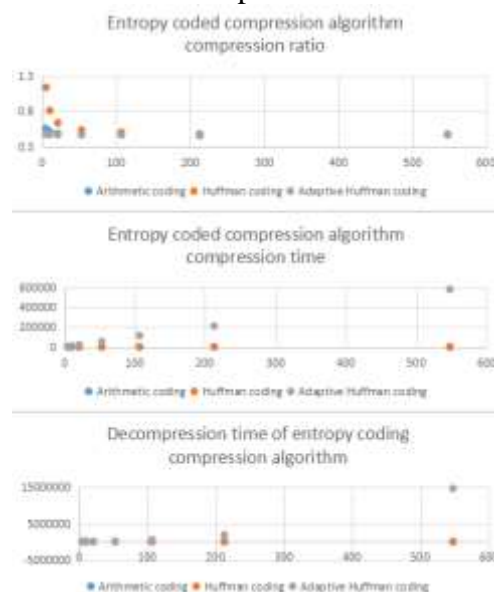 Entropy coded compression algorithm
compression ratio
1.3
0.8
0.3
0 100 200 300 400 500 600
Arithmetic coding Huffman coding Adaptive Huffman coding
Entropy coded compression algorithm
compression time
600000
400000
200000
0
0 100 200 300 400 500 600
Arithmetic coding Huffman coding Adaptive Huffman coding
Decompression time of entropy coding
compression algorithm
15000000
5000000
-5000000
0 100 200 300 400 500 600
Arithmetic coding Huffman coding Adaptive Huffman coding